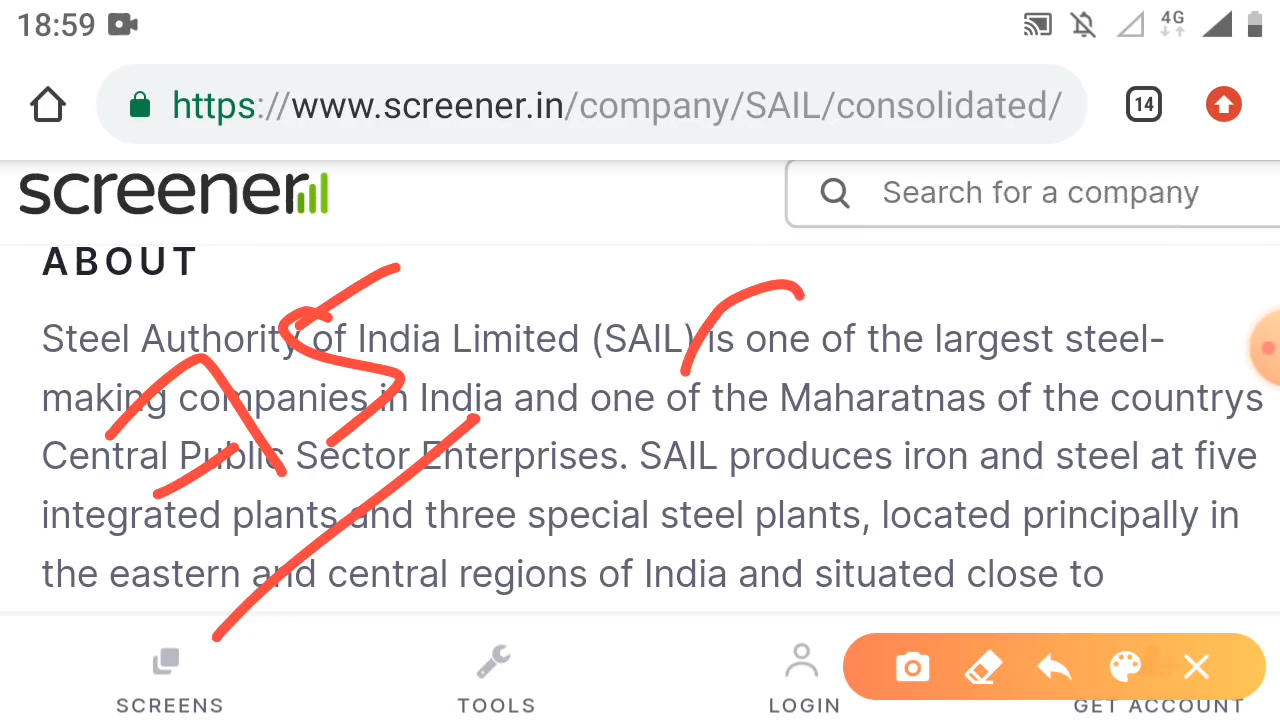 18:59 4G
https://www.screener.in/company/SAIL/consolidated/ 14
screener Search for a company
ABOUT
Steel Authority of India Limited (SAIL) is one of the largest steel-
making companies in India and one of the Maharatnas of the countrys
Central Public Sector Enterprises. SAIL produces iron and steel at five
integrated plants and three special steel plants, located principally in
the eastern and central regions of India and situated close to
SCREENS TOOLS LOGIN GET ACCOUNT